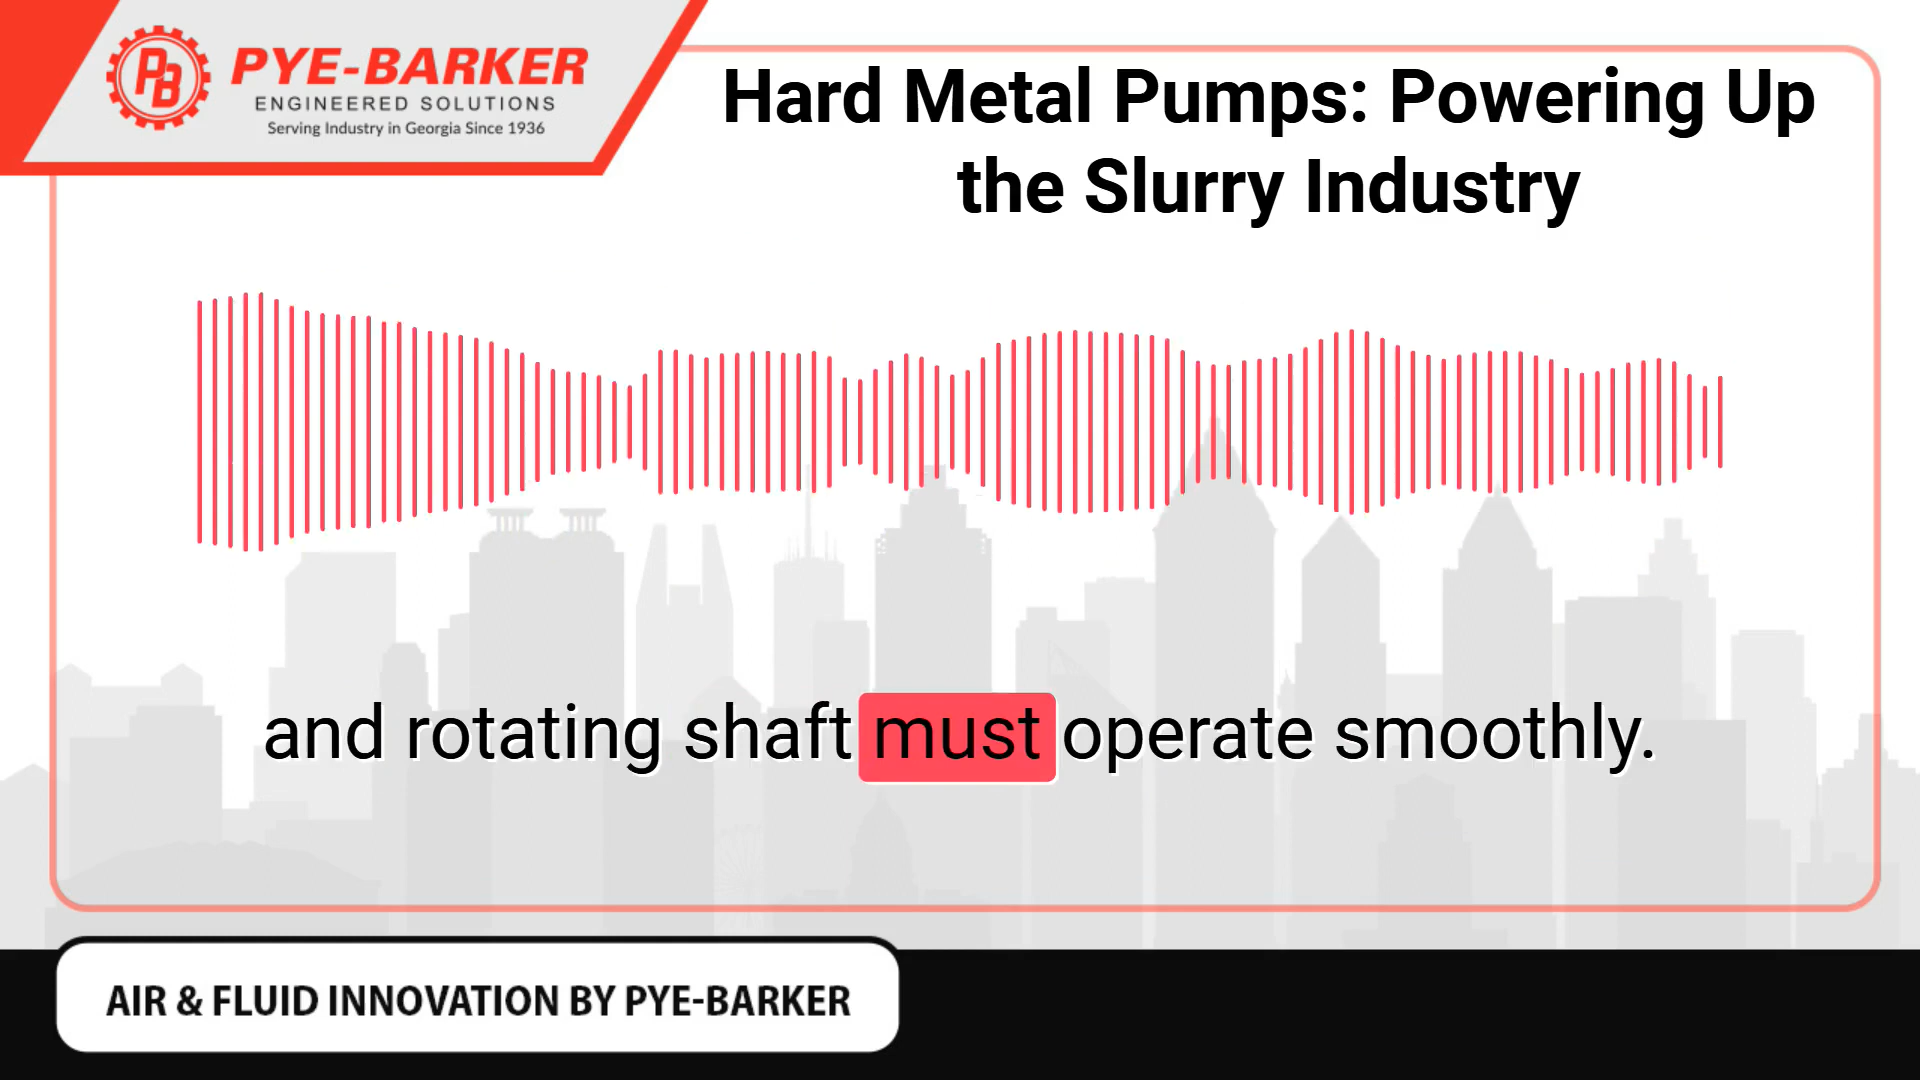 PB
PYE-BARKER
ENGINEERED SOLUTIONS
Serving Industry in Georgia Since 1936
Hard Metal Pumps: Powering Up
the Slurry Industry
and rotating shaft must operate smoothly.
AIR & FLUID INNOVATION BY PYE-BARKER